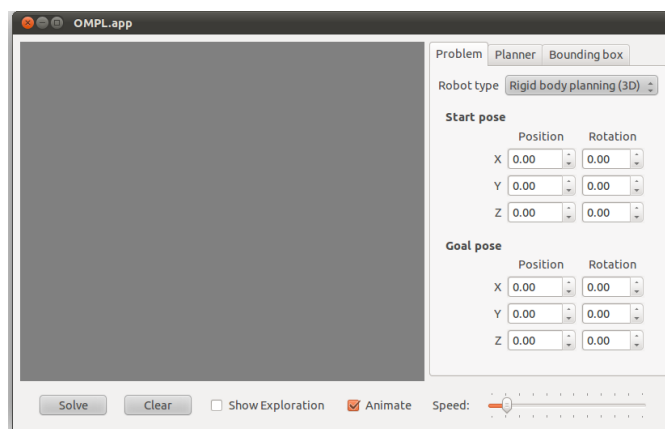 OMPL.app
Problem Planner Bounding box
Robot type Rigid body planning (3D)
Start pose
Position Rotation
X 0.00 0.00
Y 0.00 0.00
Z 0.00 0.00
Goal pose
Position Rotation
X 0.00 0.00
Y 0.00 0.00
Z 0.00 0.00
Solve Clear Show Exploration Animate Speed: